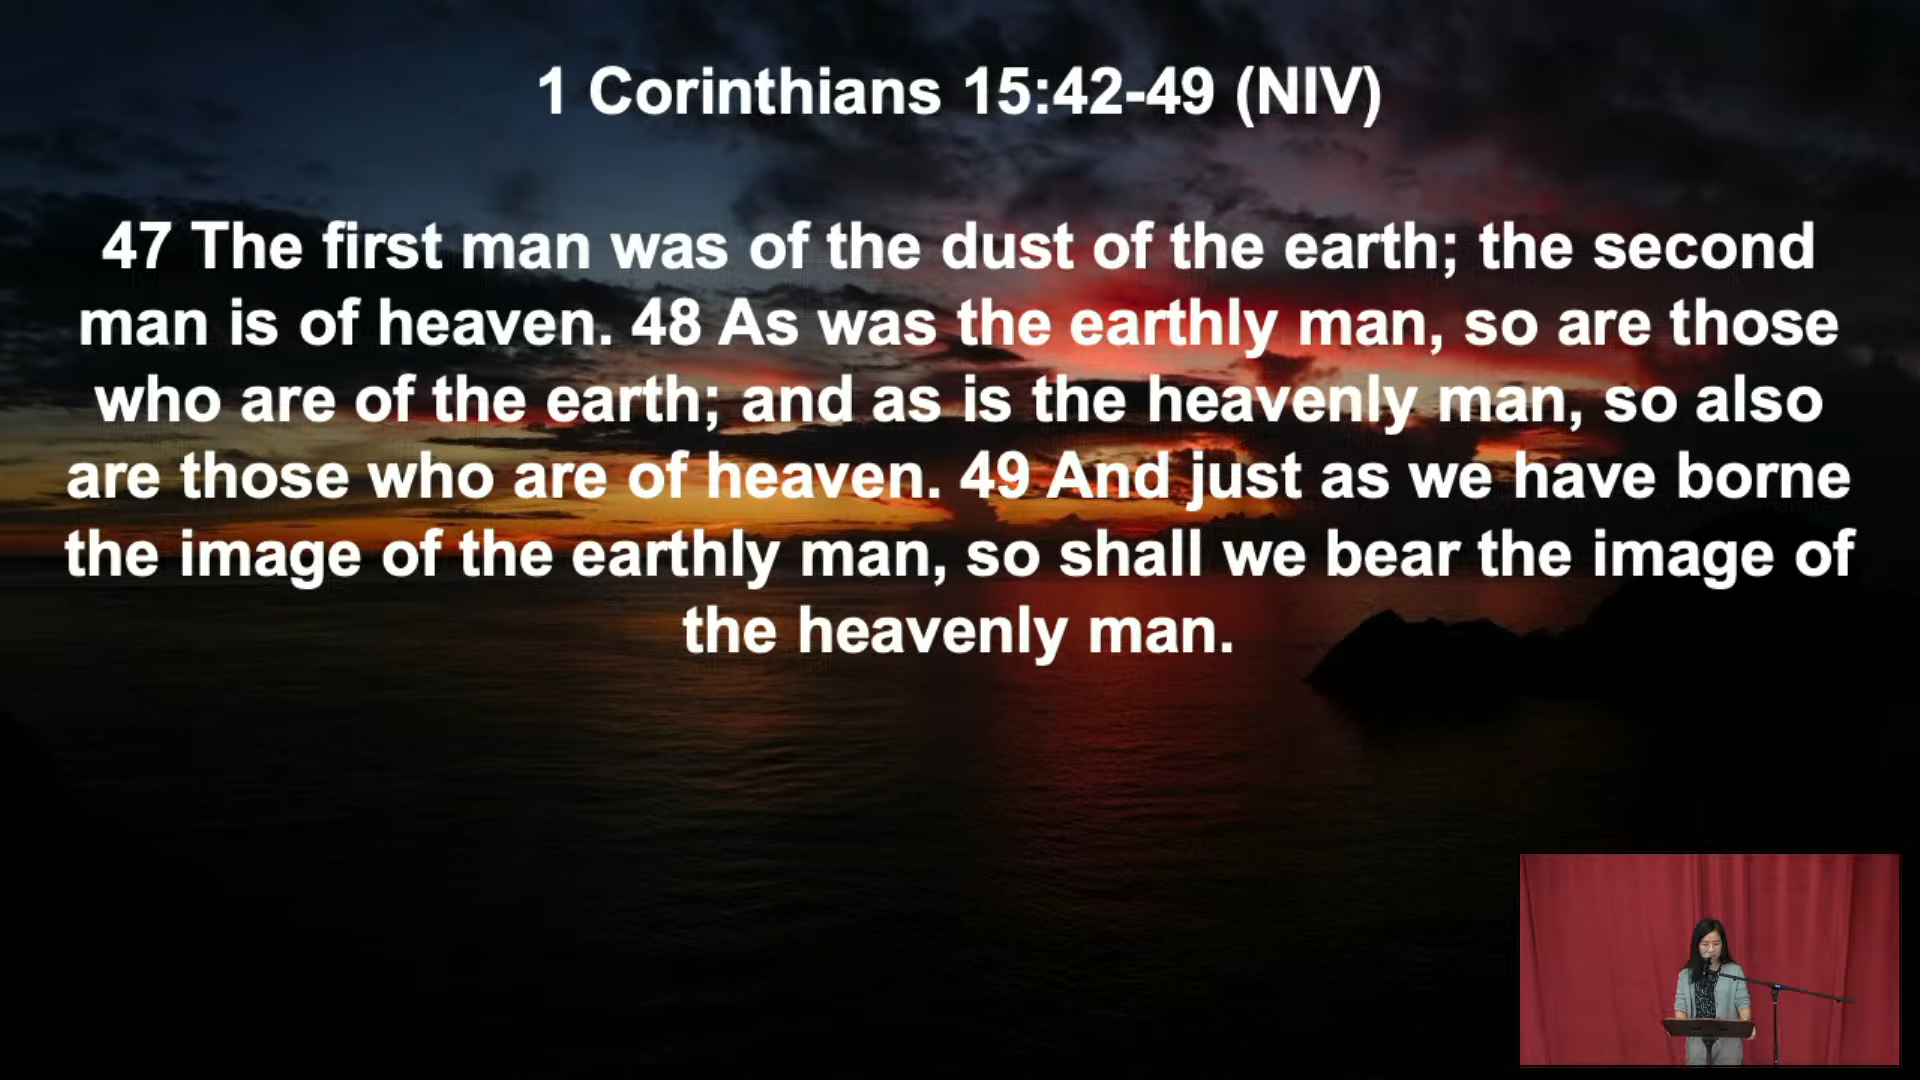 1 Corinthians 15:42-49 (NIV)
47 The first man was of the dust of the earth; the second
man is of heaven. 48 As was the earthly man, so are those
who are of the earth; and as is the heavenly man, so also
are those who are of heaven. 49 And just as we have borne
the image of the earthly man, so shall we bear the image of
the heavenly man.